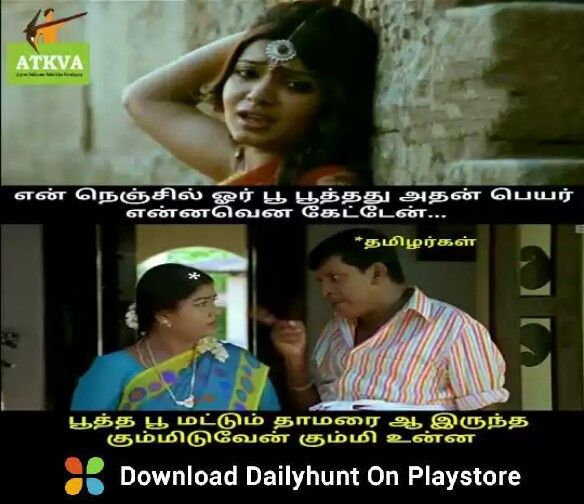 ATKVA
என் நெஞ்சில் ஓர் பூ பூத்தது அதன் பெயர்
என்னவென கேட்டேன்...
*தமிழர்கள்
*
பூத்த பூ மட்டும் தாமரை ஆ இருந்த
கும்மிடுவேன் கும்மி உன்ன
Download Dailyhunt On Playstore